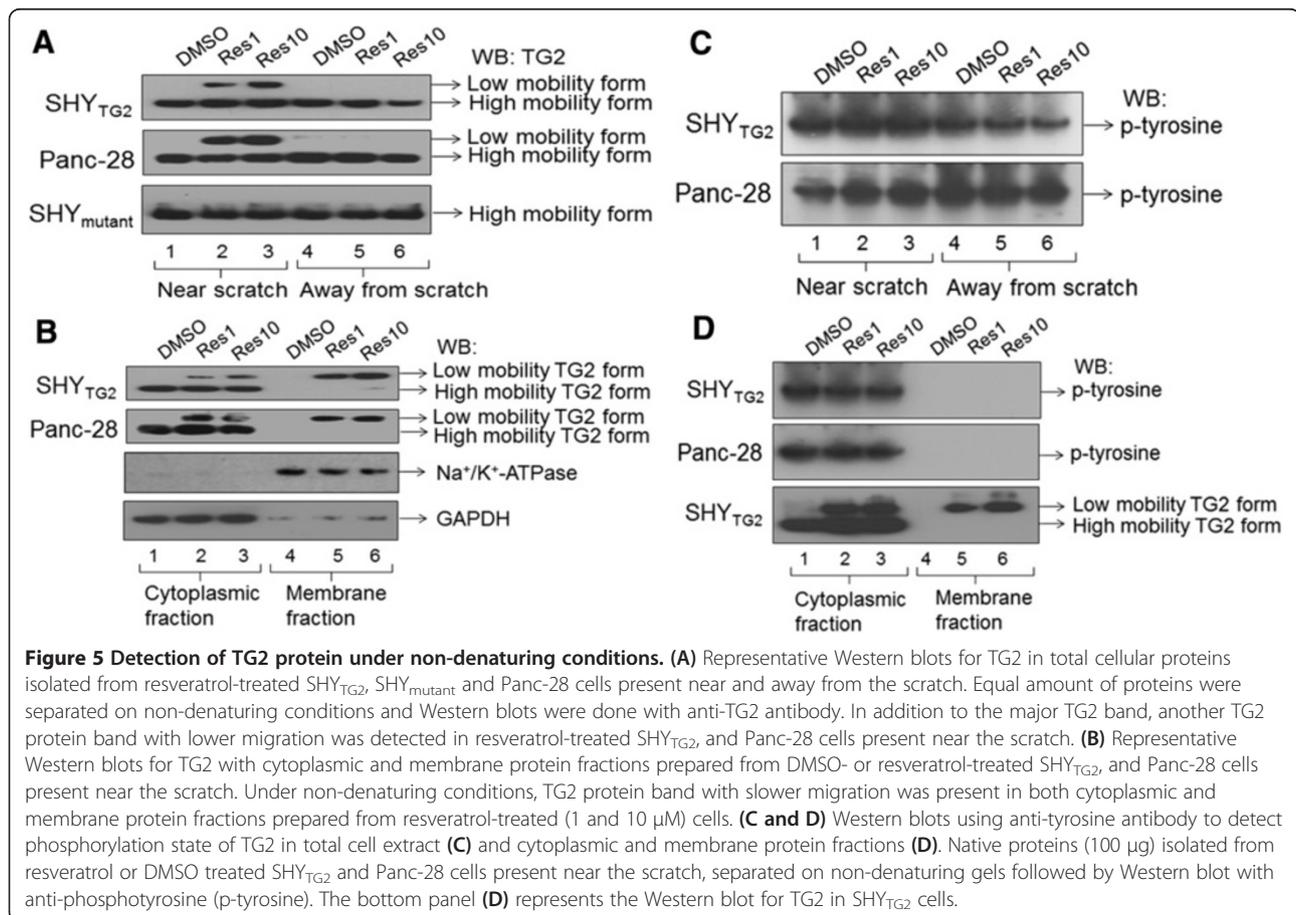 A
DMSO Res1 Res10 DMSO Res1 Res10
WB: TG2
SHY_TG2
Low mobility form
High mobility form
Panc-28
Low mobility form
High mobility form
SHY_mutant
High mobility form
1 2 3 4 5 6
Near scratch Away from scratch
B
DMSO Res1 Res10 DMSO Res1 Res10
WB:
SHY_TG2
Low mobility TG2 form
High mobility TG2 form
Panc-28
Low mobility TG2 form
High mobility TG2 form
Na⁺/K⁺-ATPase
GAPDH
1 2 3 4 5 6
Cytoplasmic Membrane
fraction fraction
C
DMSO Res1 Res10 DMSO Res1 Res10
WB:
SHY_TG2 p-tyrosine
Panc-28 p-tyrosine
1 2 3 4 5 6
Near scratch Away from scratch
D
DMSO Res1 Res10 DMSO Res1 Res10
WB:
SHY_TG2 p-tyrosine
Panc-28 p-tyrosine
SHY_TG2
Low mobility TG2 form
High mobility TG2 form
1 2 3 4 5 6
Cytoplasmic Membrane
fraction fraction
Figure 5 Detection of TG2 protein under non-denaturing conditions. (A) Representative Western blots for TG2 in total cellular proteins
isolated from resveratrol-treated SHY_TG2, SHY_mutant and Panc-28 cells present near and away from the scratch. Equal amount of proteins were
separated on non-denaturing conditions and Western blots were done with anti-TG2 antibody. In addition to the major TG2 band, another TG2
protein band with lower migration was detected in resveratrol-treated SHY_TG2, and Panc-28 cells present near the scratch. (B) Representative
Western blots for TG2 with cytoplasmic and membrane protein fractions prepared from DMSO- or resveratrol-treated SHY_TG2, and Panc-28 cells
present near the scratch. Under non-denaturing conditions, TG2 protein band with slower migration was present in both cytoplasmic and
membrane protein fractions prepared from resveratrol-treated (1 and 10 μM) cells. (C and D) Western blots using anti-tyrosine antibody to detect
phosphorylation state of TG2 in total cell extract (C) and cytoplasmic and membrane protein fractions (D). Native proteins (100 μg) isolated from
resveratrol or DMSO treated SHY_TG2 and Panc-28 cells present near the scratch, separated on non-denaturing gels followed by Western blot with
anti-phosphotyrosine (p-tyrosine). The bottom panel (D) represents the Western blot for TG2 in SHY_TG2 cells.